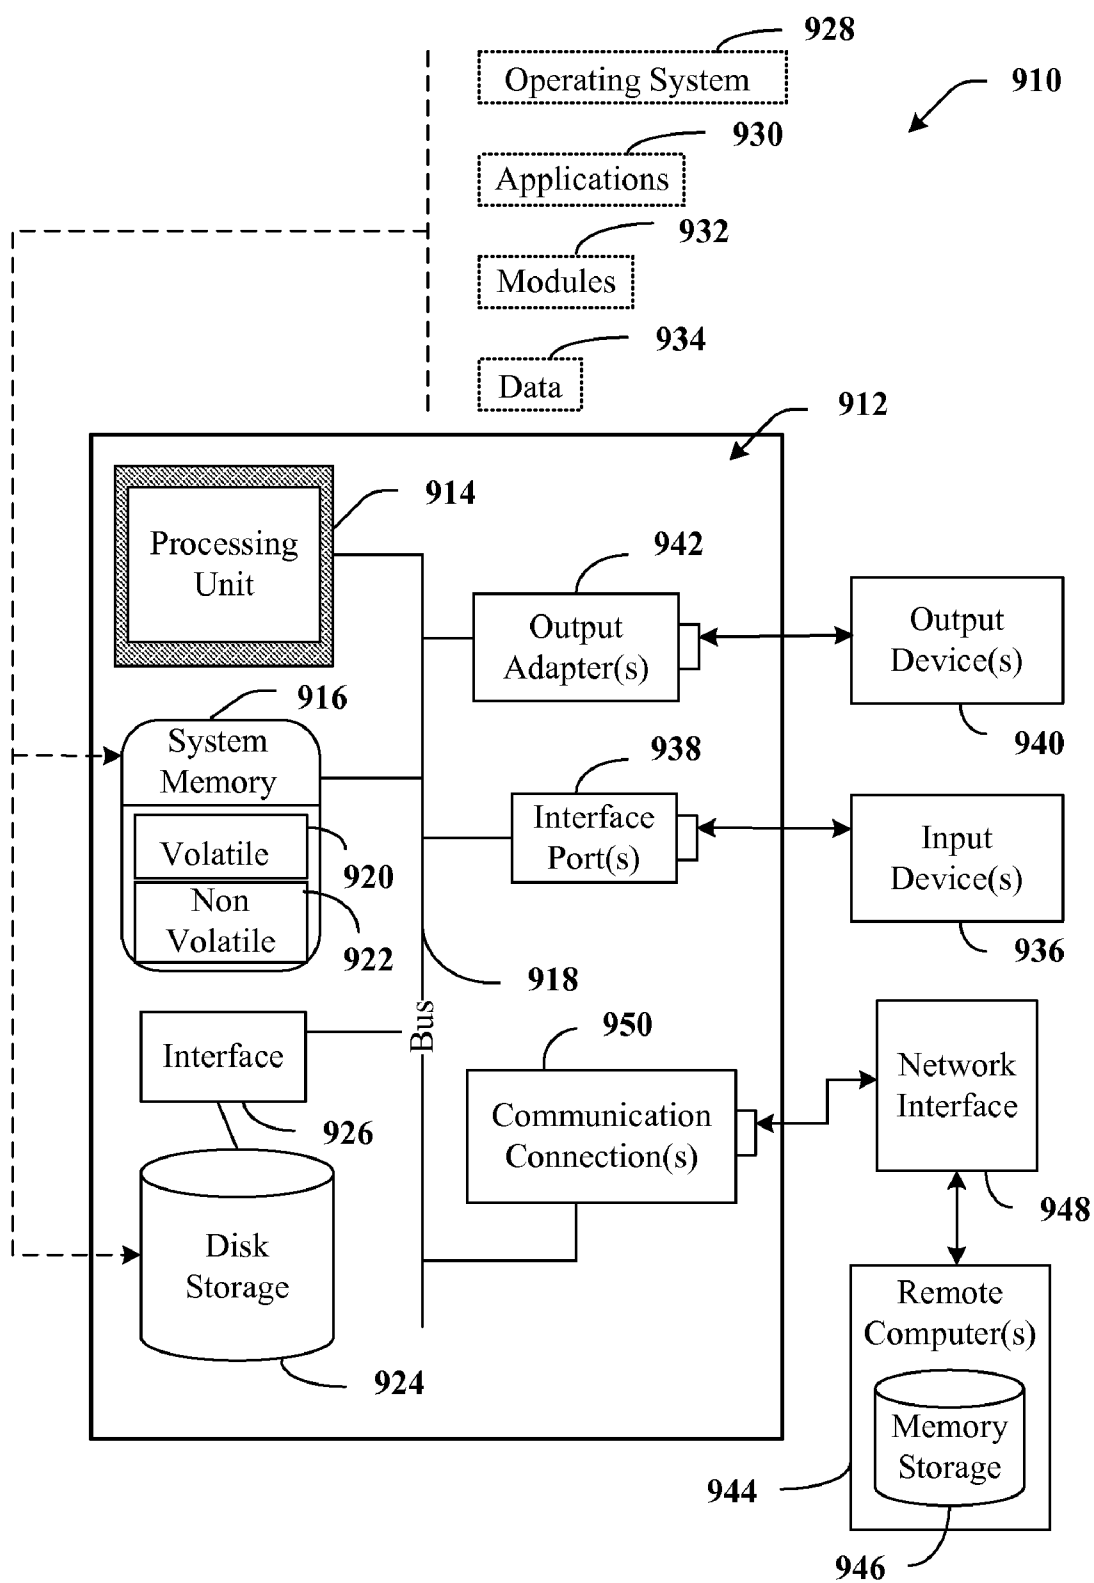 928
Operating System
910
930
Applications
932
Modules
934
Data
912
914
Processing
Unit
942
Output
Adapter(s)
Output
Device(s)
940
916
System
Memory
938
Interface
Port(s)
Input
Device(s)
936
Volatile
920
Non
Volatile
922
918
Bus
950
Interface
926
Communication
Connection(s)
Network
Interface
948
Disk
Storage
924
Remote
Computer(s)
Memory
Storage
944
946